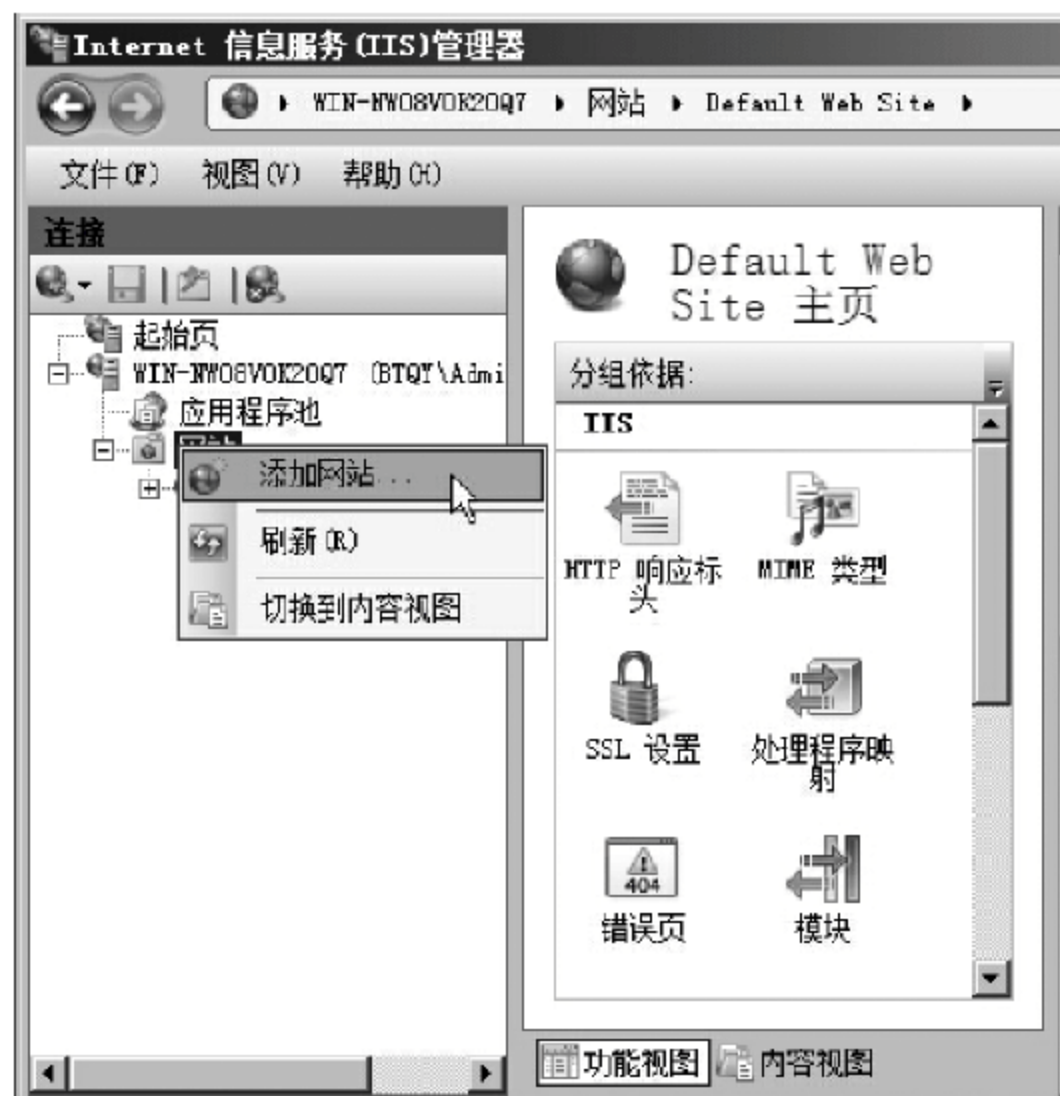 Internet 信息服务(IIS)管理器
WIN-NWO8VOK2OQ7 网站 Default Web Site
文件(F) 视图(V) 帮助(H)
连接
起始页
WIN-NWO8VOK2OQ7 (BTQY\Admi
应用程序池
网站
添加网站...
刷新(R)
切换到内容视图
Default Web
Site 主页
分组依据:
IIS
HTTP 响应标
头
MIME 类型
SSL 设置
处理程序映
射
404
错误页
模块
功能视图
内容视图